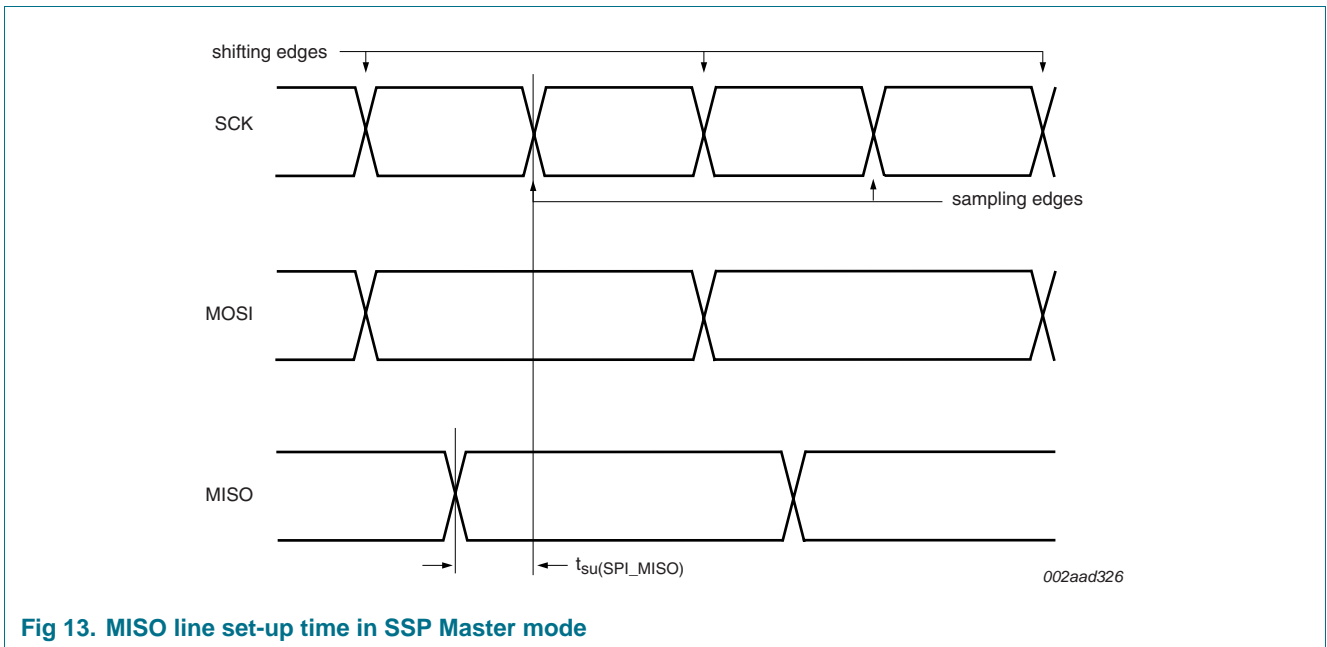 shifting edges
SCK
sampling edges
MOSI
MISO
tsu(SPI_MISO)
002aad326
Fig 13. MISO line set-up time in SSP Master mode